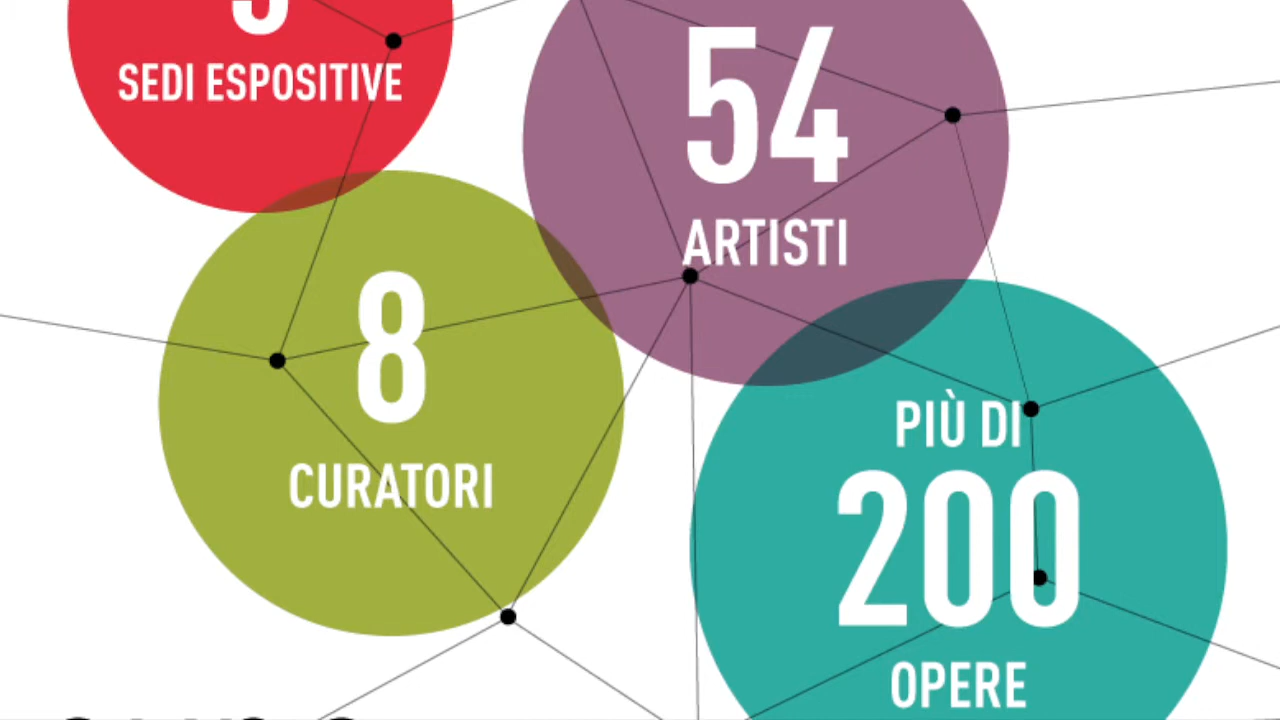 SEDI ESPOSITIVE
54
ARTISTI
8
CURATORI
PIÙ DI
200
OPERE